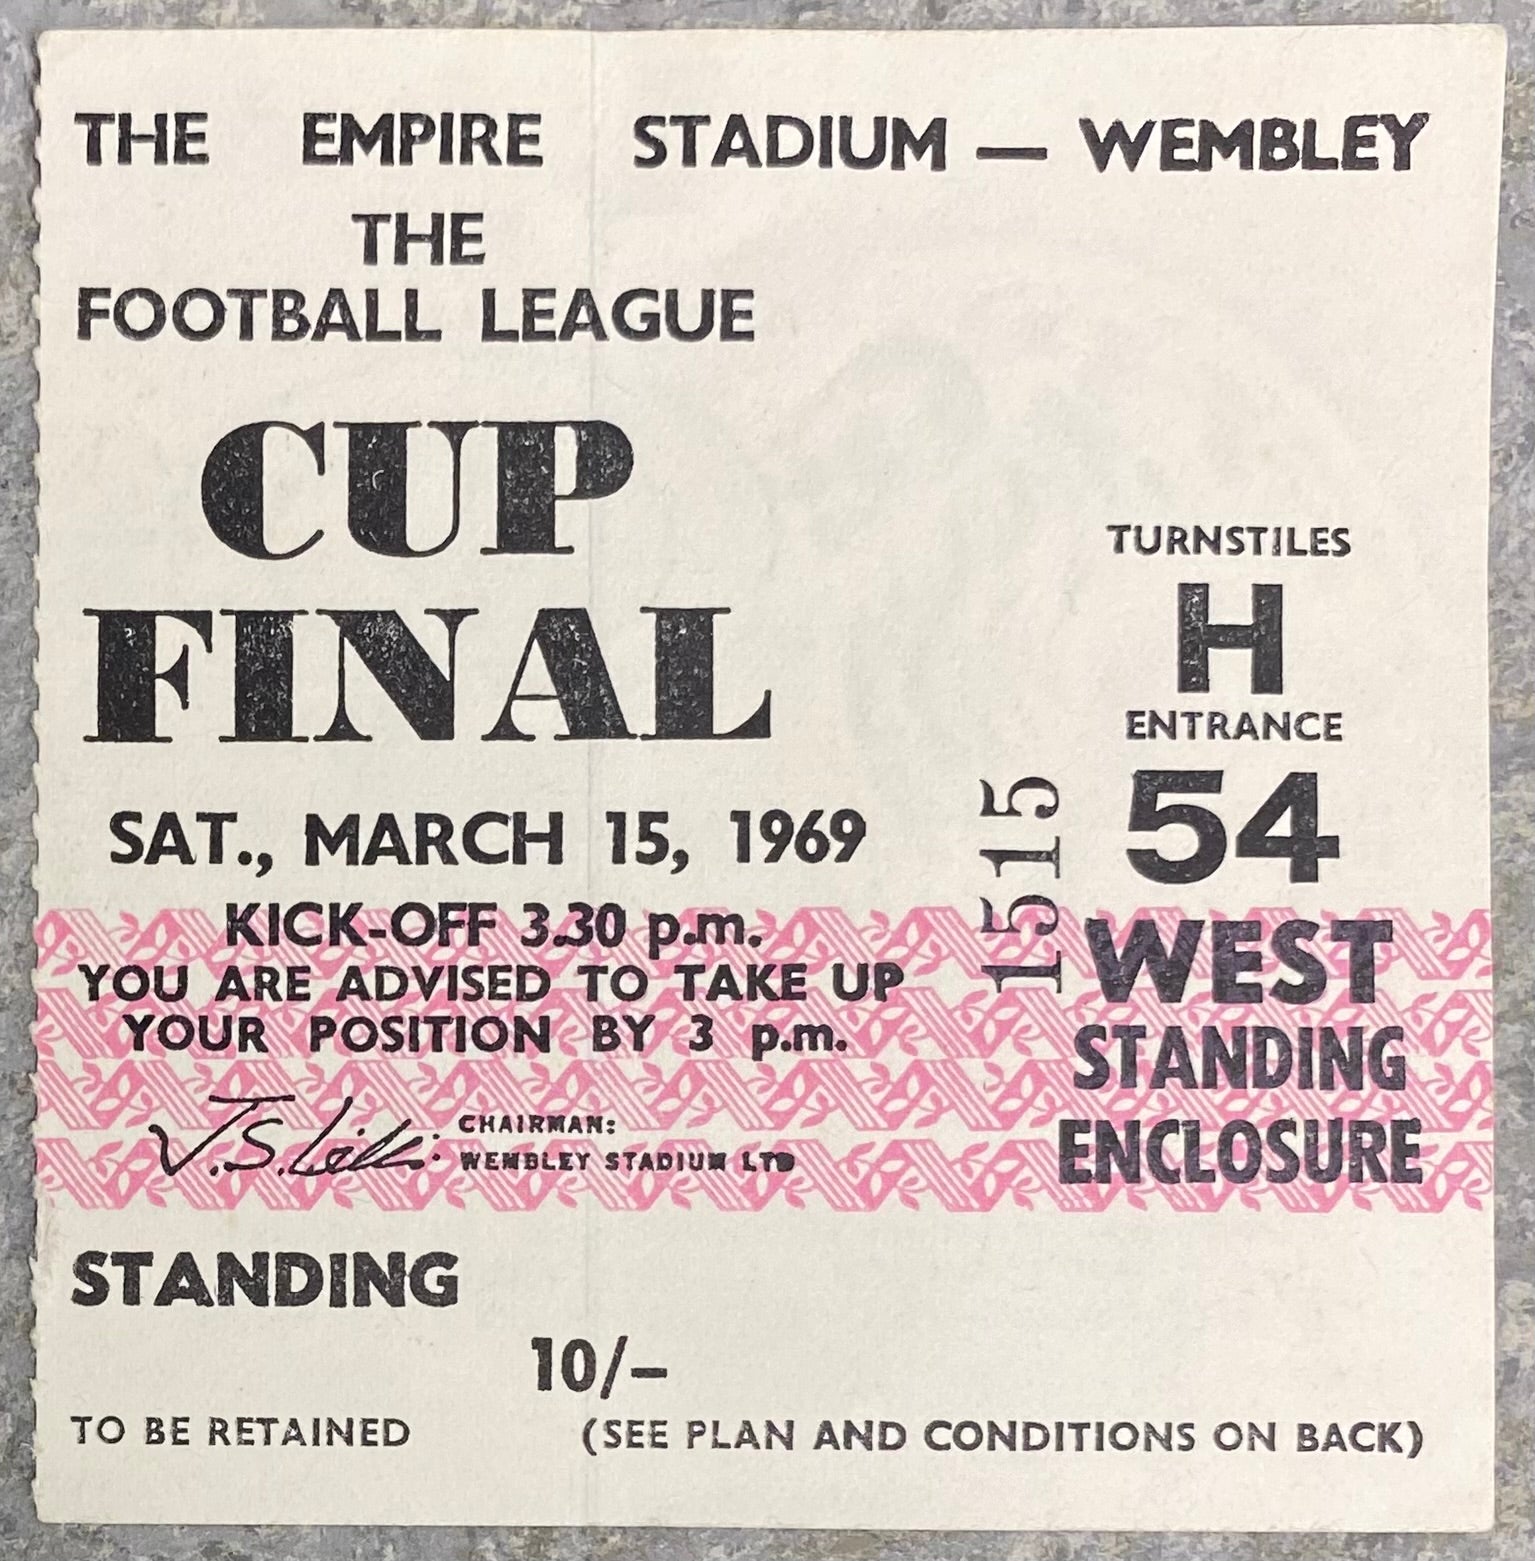 THE EMPIRE STADIUM — WEMBLEY
THE
FOOTBALL LEAGUE
CUP
FINAL
SAT., MARCH 15, 1969
KICK-OFF 3.30 p.m.
YOU ARE ADVISED TO TAKE UP
YOUR POSITION BY 3 p.m.
CHAIRMAN:
WEMBLEY STADIUM LTD
1515
TURNSTILES
H
ENTRANCE
54
WEST
STANDING
ENCLOSURE
STANDING
10/-
TO BE RETAINED
(SEE PLAN AND CONDITIONS ON BACK)